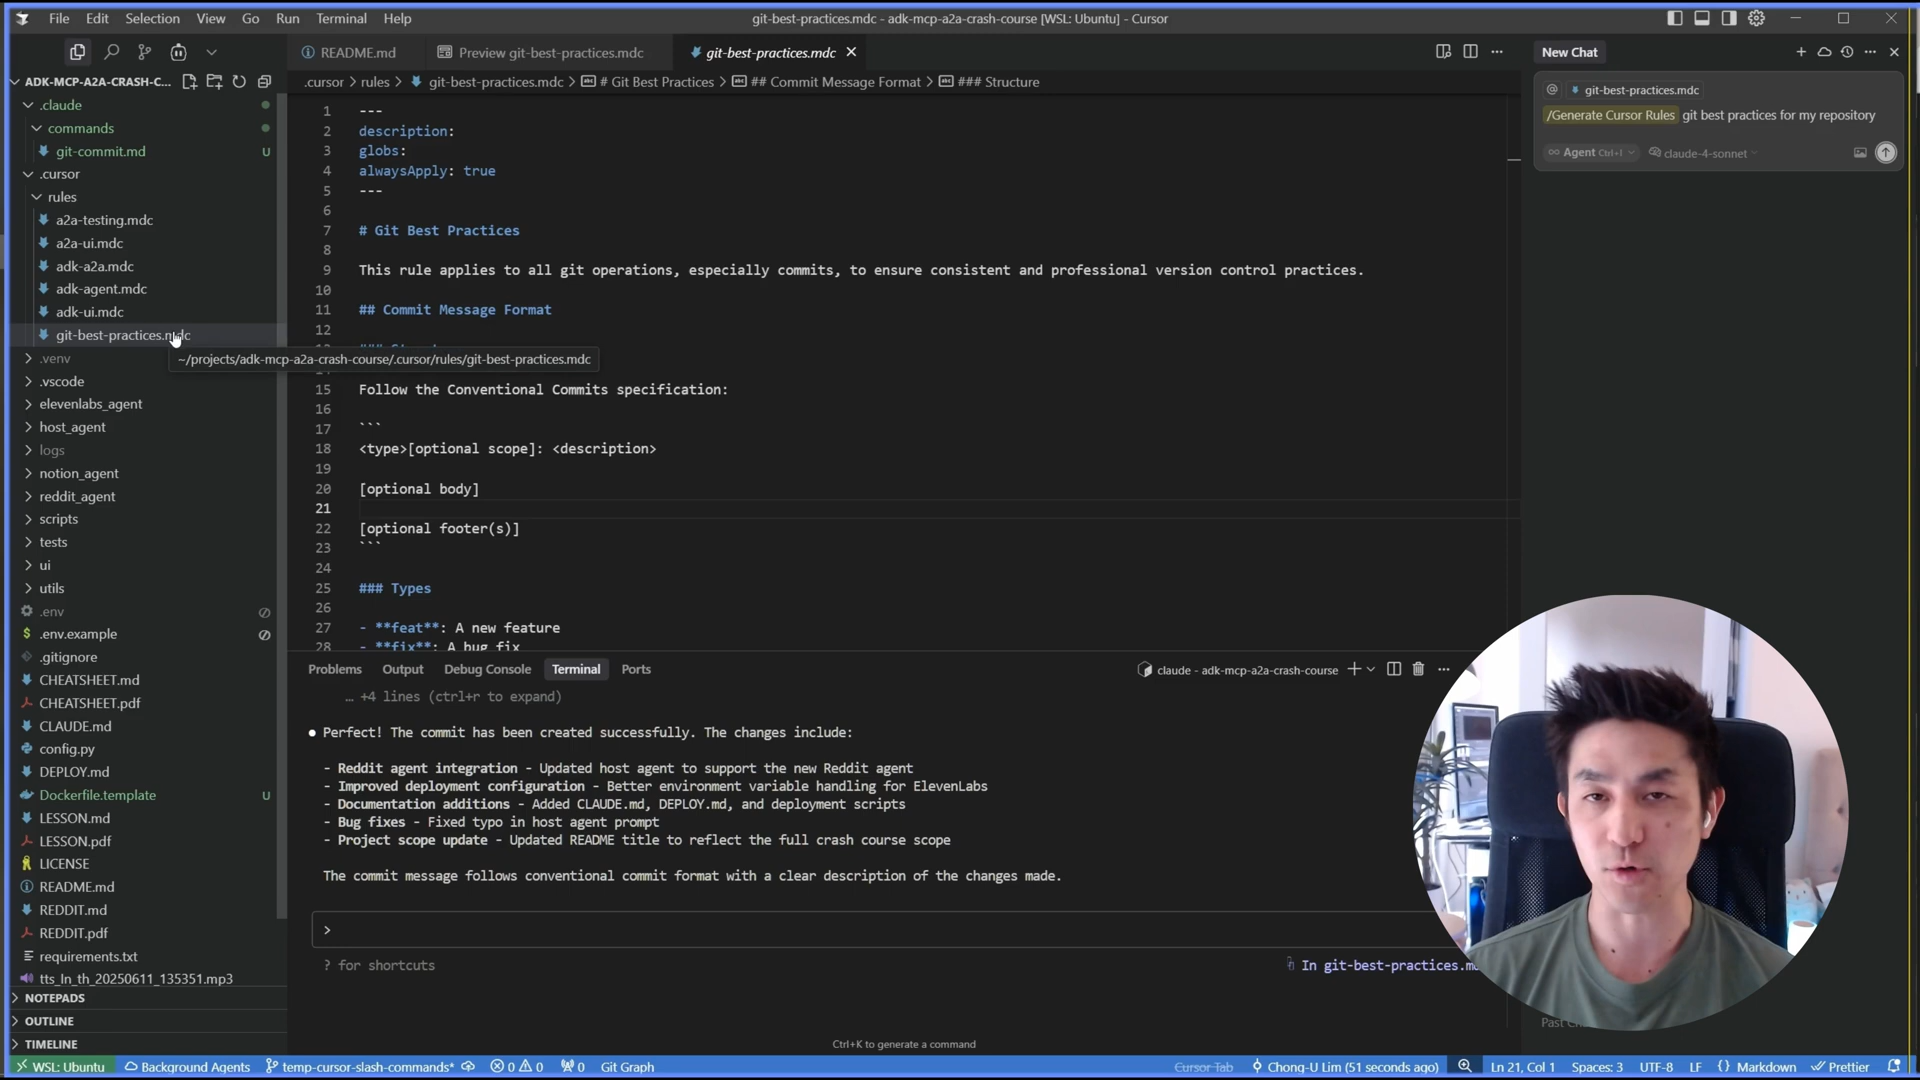 File Edit Selection View Go Run Terminal Help
git-best-practices.mdc - adk-mcp-a2a-crash-course [WSL: Ubuntu] - Cursor
ADK-MCP-A2A-CRASH-C...
.claude
commands
git-commit.md U
.cursor
rules
a2a-testing.mdc
a2a-ui.mdc
adk-a2a.mdc
adk-agent.mdc
adk-ui.mdc
git-best-practices.mdc
~/projects/adk-mcp-a2a-crash-course/.cursor/rules/git-best-practices.mdc
.venv
.vscode
elevenlabs_agent
host_agent
logs
notion_agent
reddit_agent
scripts
tests
ui
utils
.env
.env.example
.gitignore
CHEATSHEET.md
CHEATSHEET.pdf
CLAUDE.md
config.py
DEPLOY.md
Dockerfile.template U
LESSON.md
LESSON.pdf
LICENSE
README.md
REDDIT.md
REDDIT.pdf
requirements.txt
tts_In_th_20250611_135351.mp3
NOTEPADS
OUTLINE
TIMELINE
README.md Preview git-best-practices.mdc git-best-practices.mdc
.cursor > rules > git-best-practices.mdc > # Git Best Practices > ## Commit Message Format > ### Structure
1 ---
2 description:
3 globs:
4 alwaysApply: true
5 ---
6
7 # Git Best Practices
8
9 This rule applies to all git operations, especially commits, to ensure consistent and professional version control practices.
10
11 ## Commit Message Format
12
15 Follow the Conventional Commits specification:
16
17 ```
18 <type>[optional scope]: <description>
19
20 [optional body]
21
22 [optional footer(s)]
23 ```
24
25 ### Types
26
27 - **feat**: A new feature
28 - **fix**: A bug fix
Problems Output Debug Console Terminal Ports
claude - adk-mcp-a2a-crash-course
… +4 lines (ctrl+r to expand)
Perfect! The commit has been created successfully. The changes include:
- Reddit agent integration - Updated host agent to support the new Reddit agent
- Improved deployment configuration - Better environment variable handling for ElevenLabs
- Documentation additions - Added CLAUDE.md, DEPLOY.md, and deployment scripts
- Bug fixes - Fixed typo in host agent prompt
- Project scope update - Updated README title to reflect the full crash course scope
The commit message follows conventional commit format with a clear description of the changes made.
>
? for shortcuts
In git-best-practices.m
Ctrl+K to generate a command
New Chat
@ git-best-practices.mdc
/Generate Cursor Rules git best practices for my repository
Agent Ctrl+I claude-4-sonnet
Past
WSL: Ubuntu Background Agents temp-cursor-slash-commands* 0 0 0 Git Graph Cursor Tab Chong-U Lim (51 seconds ago) Ln 21, Col 1 Spaces: 3 UTF-8 LF {} Markdown Prettier